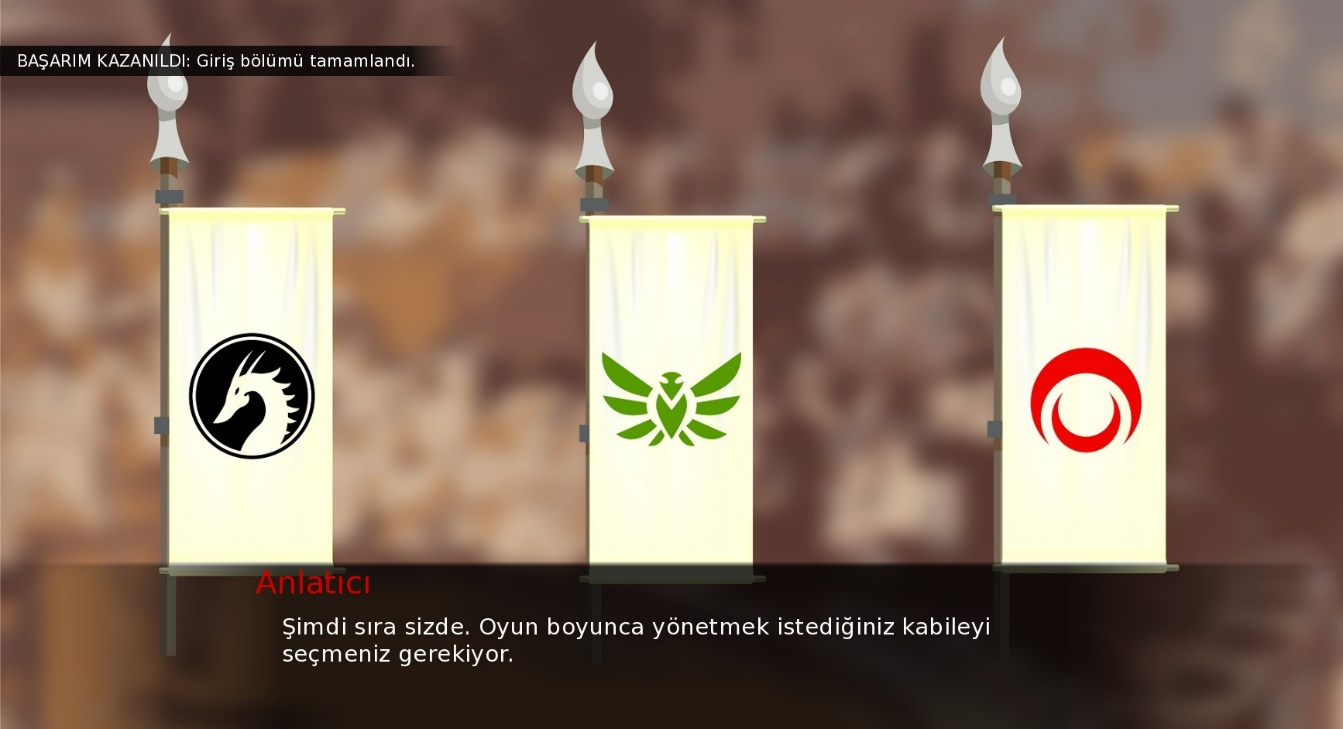 BAŞARIM KAZANILDI: Giriş bölümü tamamlandı.
Anlatıcı
Şimdi sıra sizde. Oyun boyunca yönetmek istediğiniz kabileyi
seçmeniz gerekiyor.